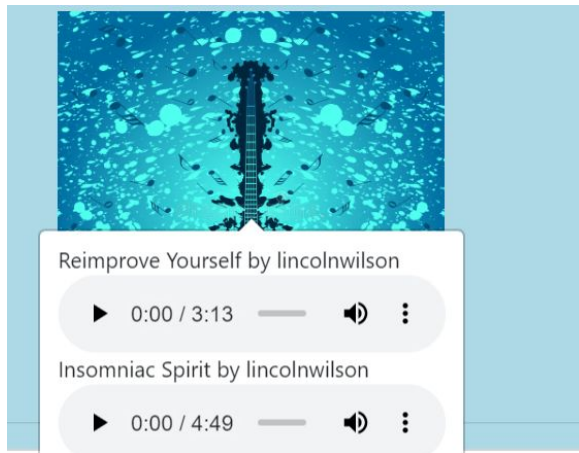 Reimprove Yourself by lincolnwilson
0:00 / 3:13
Insomniac Spirit by lincolnwilson
0:00 / 4:49